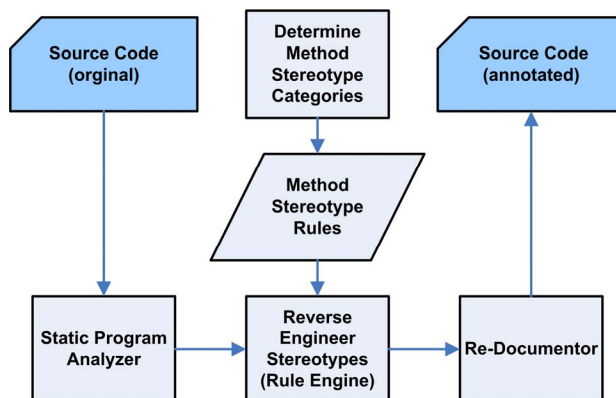 Source Code
(orginal)
Determine
Method
Stereotype
Categories
Source Code
(annotated)
Method
Stereotype
Rules
Static Program
Analyzer
Reverse
Engineer
Stereotypes
(Rule Engine)
Re-Documentor